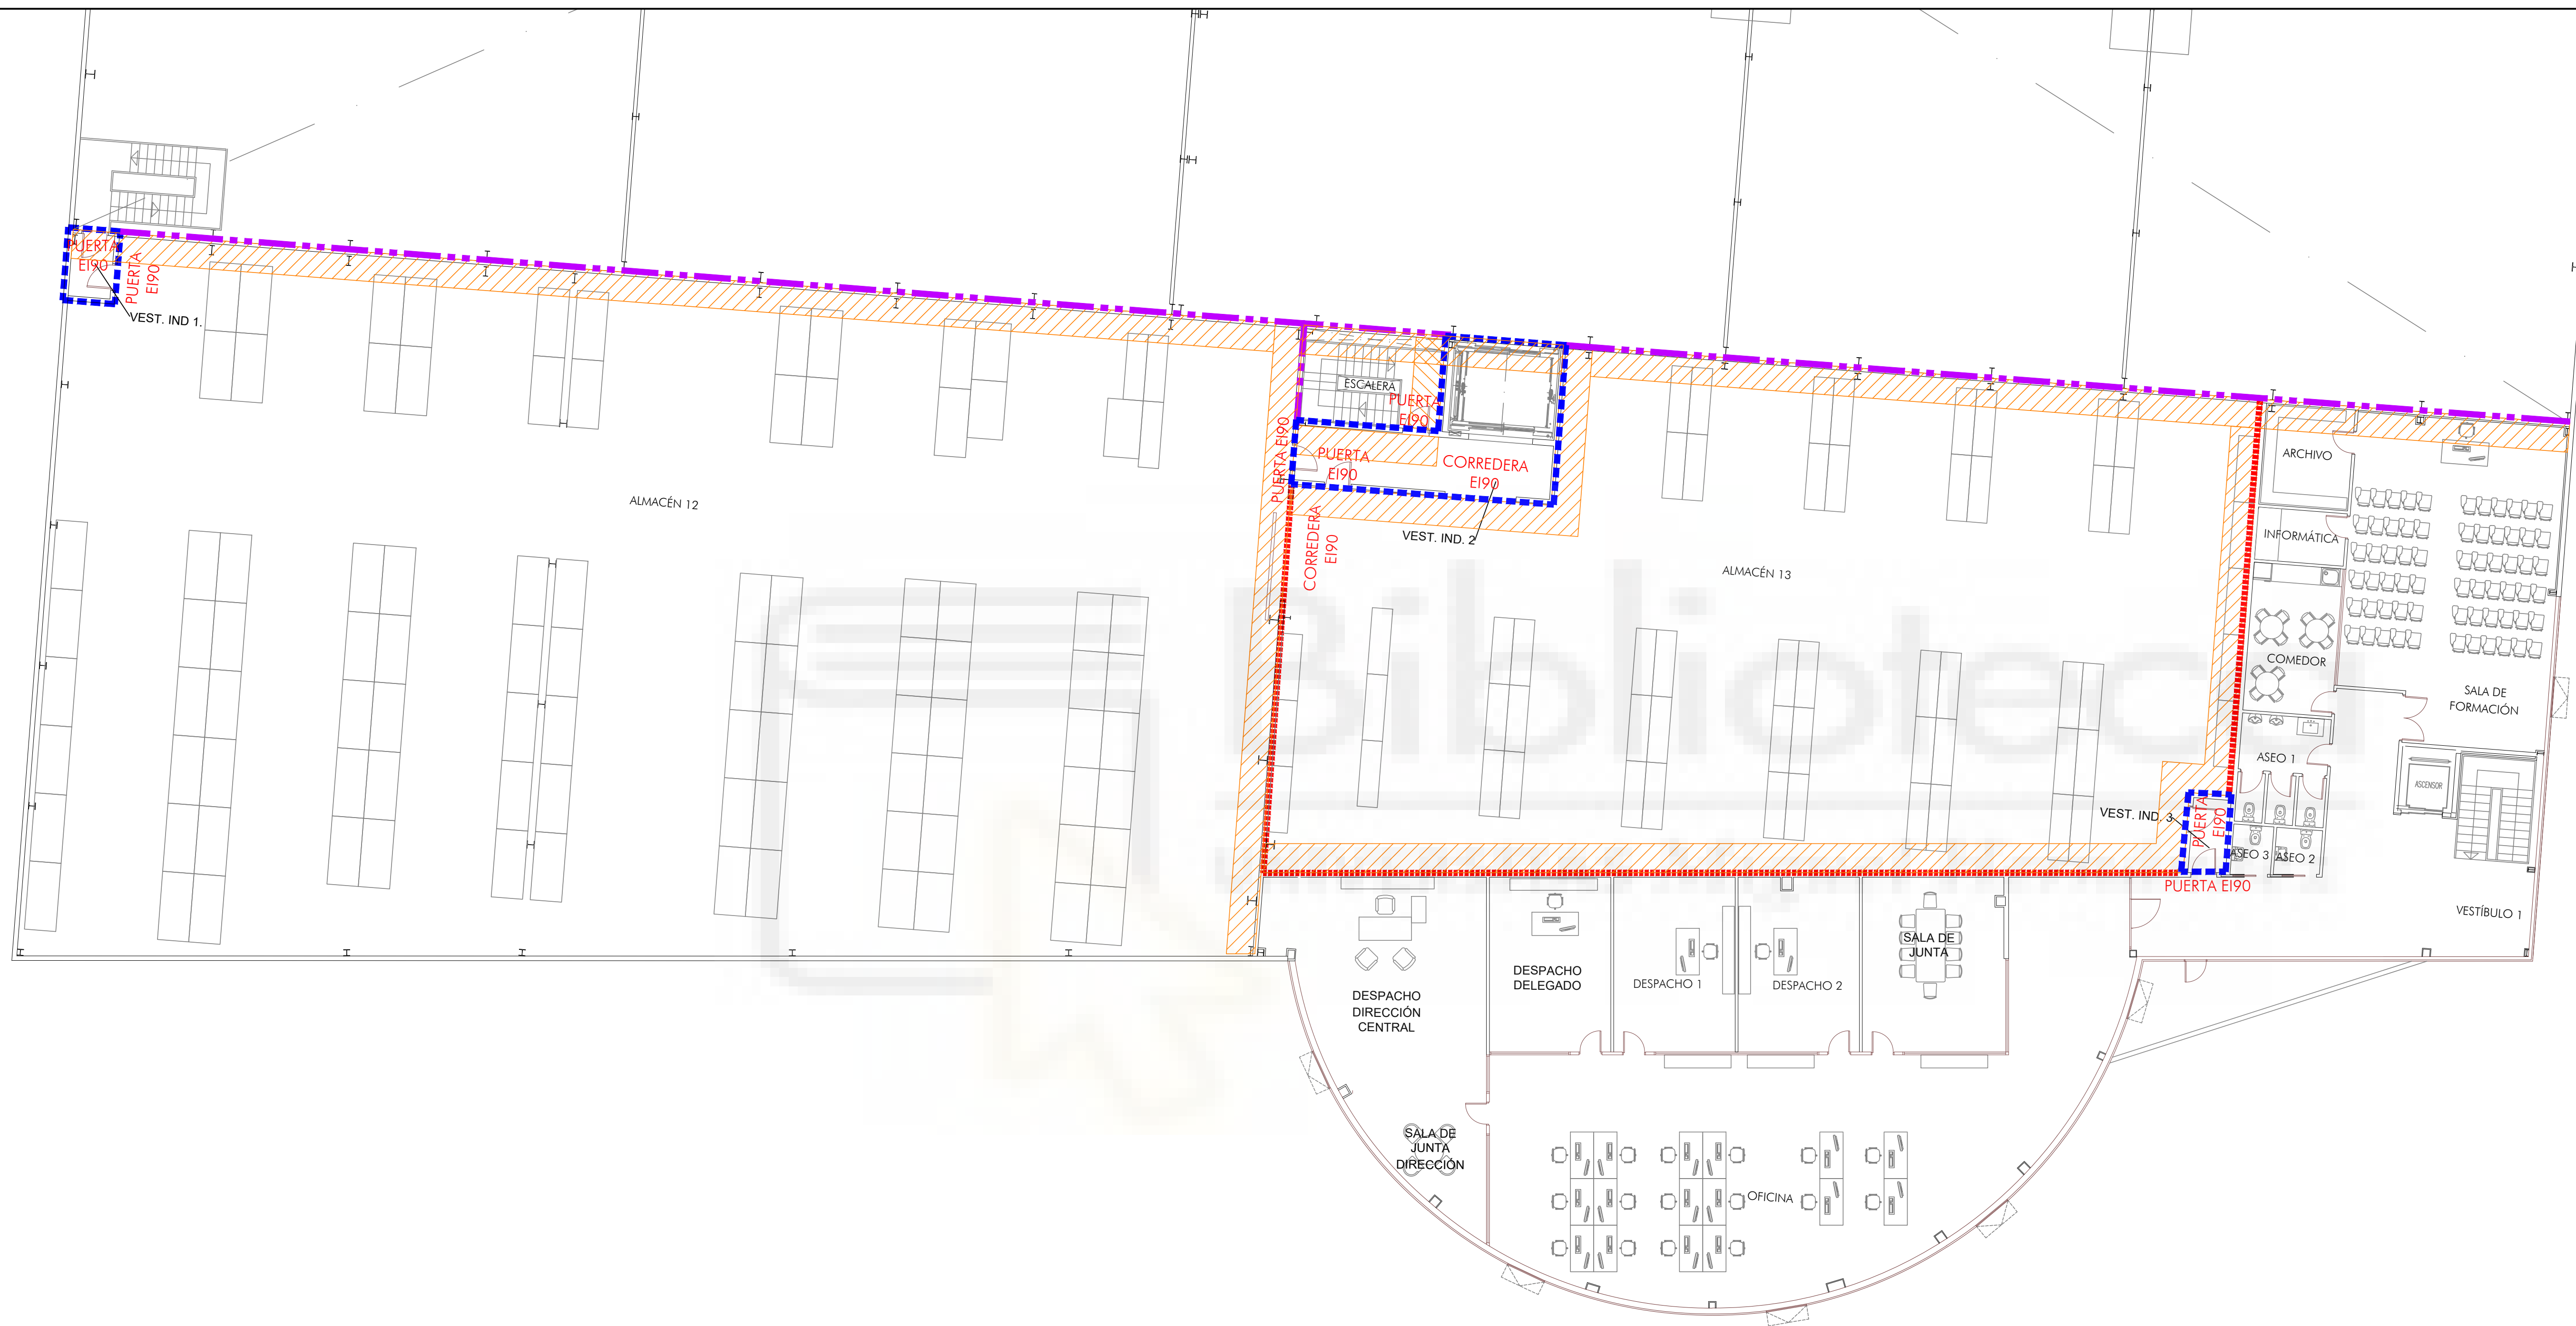 PUERTA
EI90
PUERTA
EI90
VEST. IND 1.
ALMACÉN 12
ESCALERA
PUERTA
EI90
PUERTA EI90
PUERTA
EI90
CORREDERA
EI90
CORREDERA
EI90
VEST. IND. 2
ALMACÉN 13
ARCHIVO
INFORMÁTICA
COMEDOR
SALA DE
FORMACIÓN
ASEO 1
ASCENSOR
VEST. IND. 3
PUERTA
EI90
ASEO 3
ASEO 2
PUERTA EI90
VESTÍBULO 1
DESPACHO
DIRECCIÓN
CENTRAL
DESPACHO
DELEGADO
DESPACHO 1
DESPACHO 2
SALA DE
JUNTA
SALA DE
JUNTA
DIRECCIÓN
OFICINA
Biblioteca